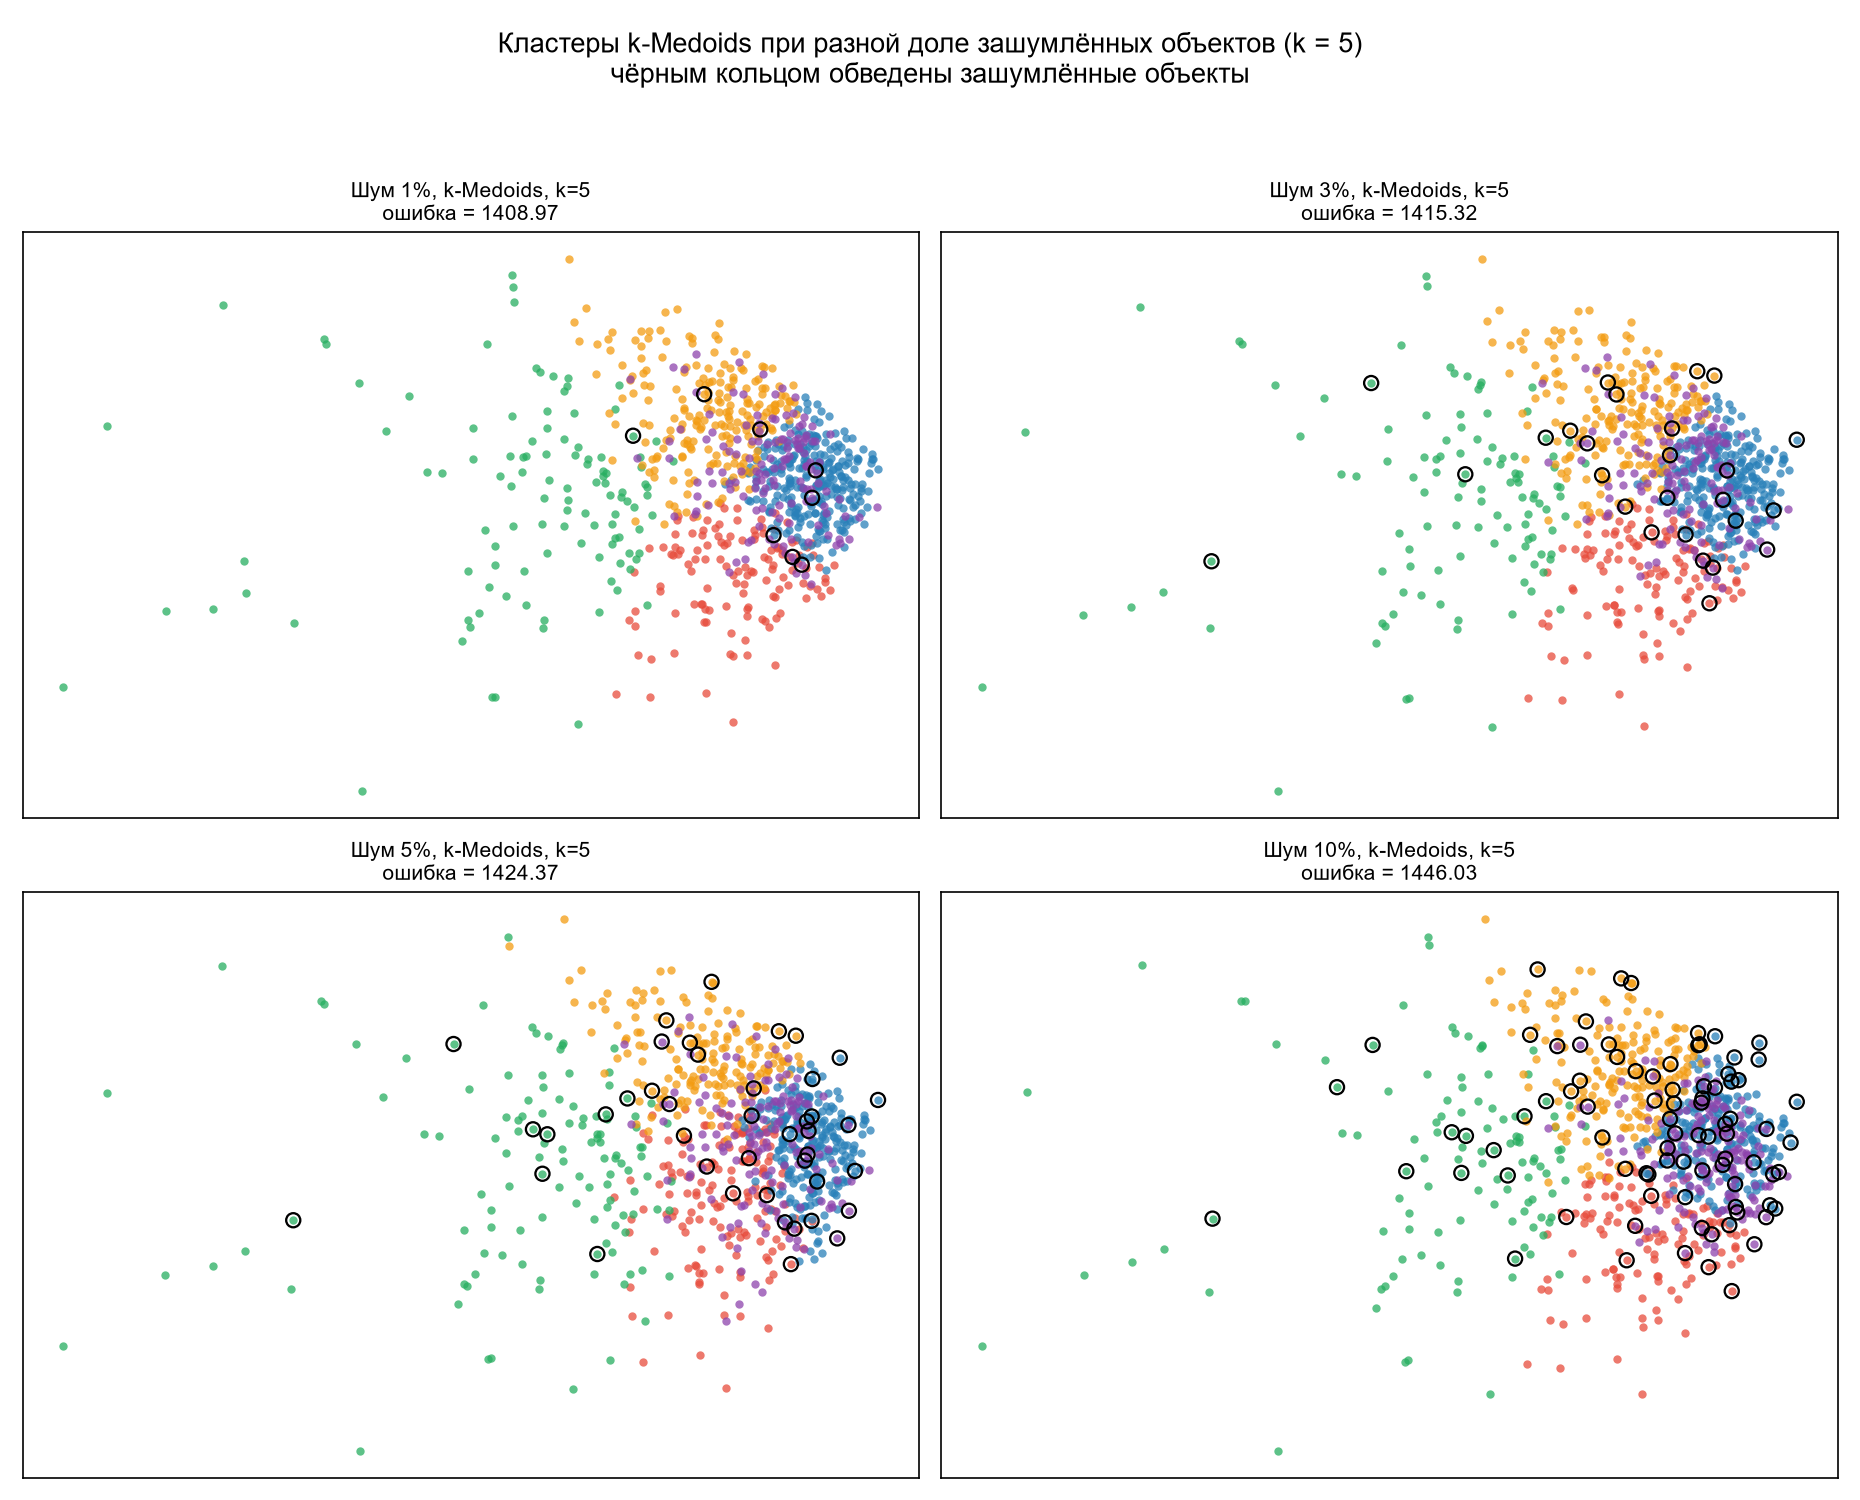 Кластеры k-Medoids при разной доле зашумлённых объектов (k = 5)
чёрным кольцом обведены зашумлённые объекты
Шум 1%, k-Medoids, k=5
ошибка = 1408.97
Шум 3%, k-Medoids, k=5
ошибка = 1415.32
Шум 5%, k-Medoids, k=5
ошибка = 1424.37
Шум 10%, k-Medoids, k=5
ошибка = 1446.03